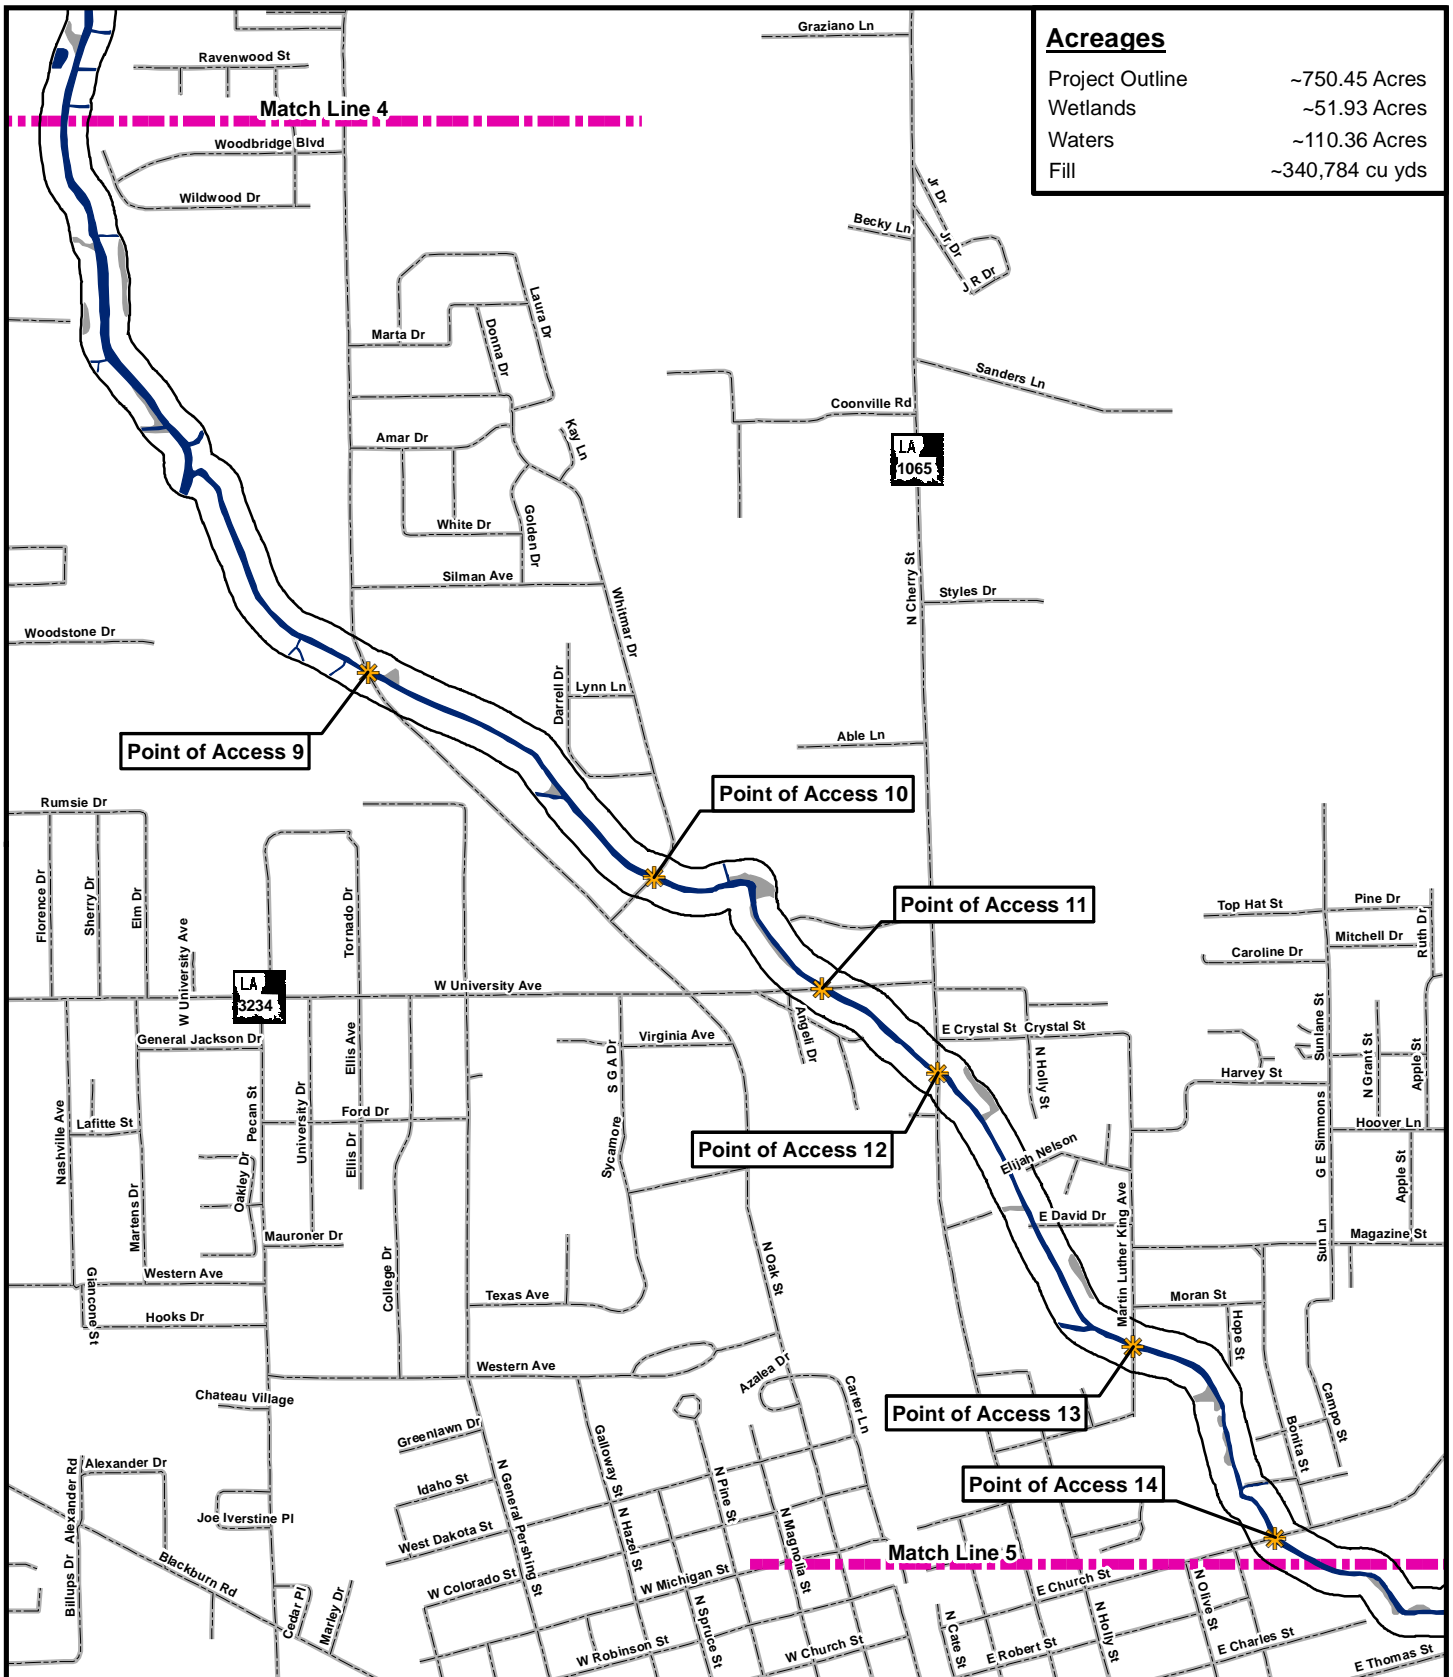 Acreages
Project Outline ~750.45 Acres
Wetlands ~51.93 Acres
Waters ~110.36 Acres
Fill ~340,784 cu yds
Graziano Ln
Ravenwood St
Match Line 4
Woodbridge Blvd
Wildwood Dr
Jr Dr
Becky Ln
Jr Dr
J R Dr
Laura Dr
Marta Dr
Donna Dr
Sanders Ln
Coonville Rd
Amar Dr
Kay Ln
LA
1065
White Dr
Golden Dr
Silman Ave
N Cherry St
Whitmar Dr
Styles Dr
Woodstone Dr
Darrell Dr
Lynn Ln
Able Ln
Point of Access 9
Point of Access 10
Rumsie Dr
Florence Dr
Sherry Dr
Elm Dr
W University Ave
Tornado Dr
Point of Access 11
Top Hat St
Pine Dr
Ruth Dr
Mitchell Dr
Caroline Dr
LA
3234
W University Ave
General Jackson Dr
Ellis Ave
S G A Dr
Virginia Ave
Angeli Dr
E Crystal St
Crystal St
Sunlane St
N Grant St
Apple St
N Holly St
Harvey St
Nashville Ave
Lafitte St
Pecan St
University Dr
Ford Dr
Ellis Dr
Sycamore
Point of Access 12
Elijah Nelson
Hoover Ln
G E Simmons
Apple St
Oakley Dr
Martens Dr
Mauroner Dr
College Dr
N Oak St
E David Dr
Martin Luther King Ave
Sun Ln
Magazine St
Western Ave
Giancone St
Hooks Dr
Texas Ave
Moran St
Hope St
Western Ave
Azalea Dr
Carter Ln
Chateau Village
Campo St
Point of Access 13
Greenlawn Dr
Galloway St
Bonita St
Alexander Dr
Alexander Rd
Idaho St
N General Pershing St
N Pine St
Point of Access 14
Joe Iverstine Pl
West Dakota St
N Hazel St
N Magnolia St
Match Line 5
Blackburn Rd
Billups Dr
W Colorado St
W Michigan St
E Church St
N Olive St
Cedar Pl
Marley Dr
N Spruce St
N Cate St
N Holly St
W Robinson St
W Church St
E Robert St
E Charles St
E Thomas St